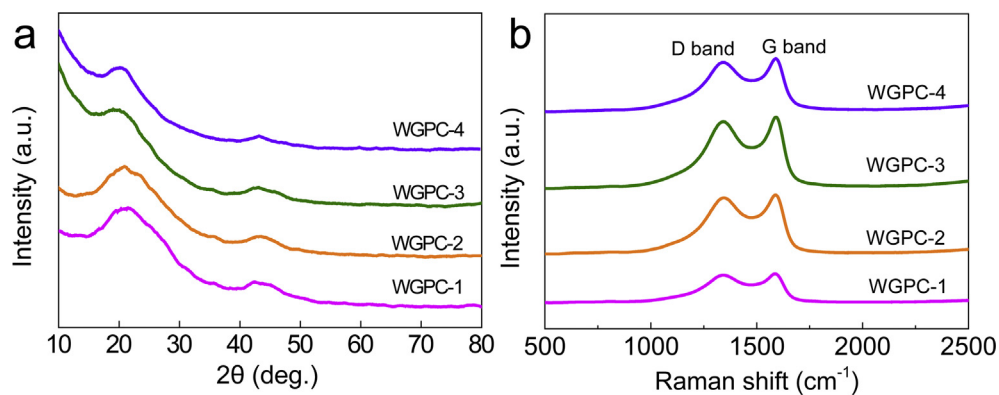 a
Intensity (a.u.)
WGPC-4
WGPC-3
WGPC-2
WGPC-1
10 20 30 40 50 60 70 80
2θ (deg.)
b
Intensity (a.u.)
D band G band
WGPC-4
WGPC-3
WGPC-2
WGPC-1
500 1000 1500 2000 2500
Raman shift (cm⁻¹)